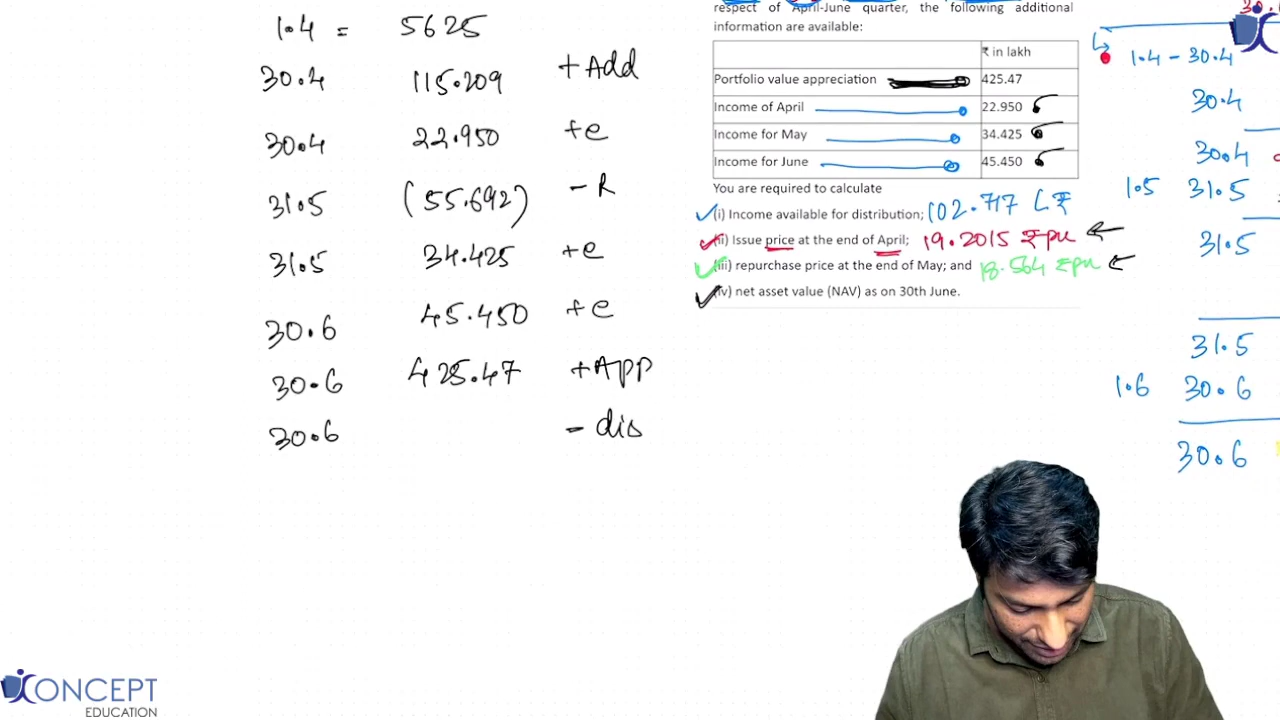 1.4 = 5625
30.4 115.209 +Add
30.4 22.950 +e
31.5 (55.692) -R
31.5 34.425 +e
30.6 45.450 +e
30.6 425.47 +App
30.6 - dis
respect of April-June quarter, the following additional
information are available:
₹ in lakh
Portfolio value appreciation 425.47
Income of April 22.950
Income for May 34.425
Income for June 45.450
You are required to calculate
(i) Income available for distribution; 102.717 L₹
(ii) Issue price at the end of April; 19.2015 ₹pu
(iii) repurchase price at the end of May; and 18.564 ₹pu
(iv) net asset value (NAV) as on 30th June.
1.4 - 30.4
30.4
30.4
1.5 31.5
31.5
31.5
1.6 30.6
30.6
CONCEPT
EDUCATION